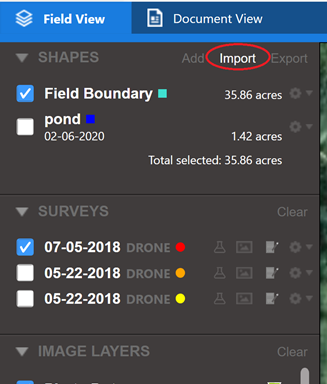 Field View Document View
SHAPES Add Import Export
Field Boundary 35.86 acres
pond
02-06-2020 1.42 acres
Total selected: 35.86 acres
SURVEYS Clear
07-05-2018 DRONE
05-22-2018 DRONE
05-22-2018 DRONE
IMAGE LAYERS Clear